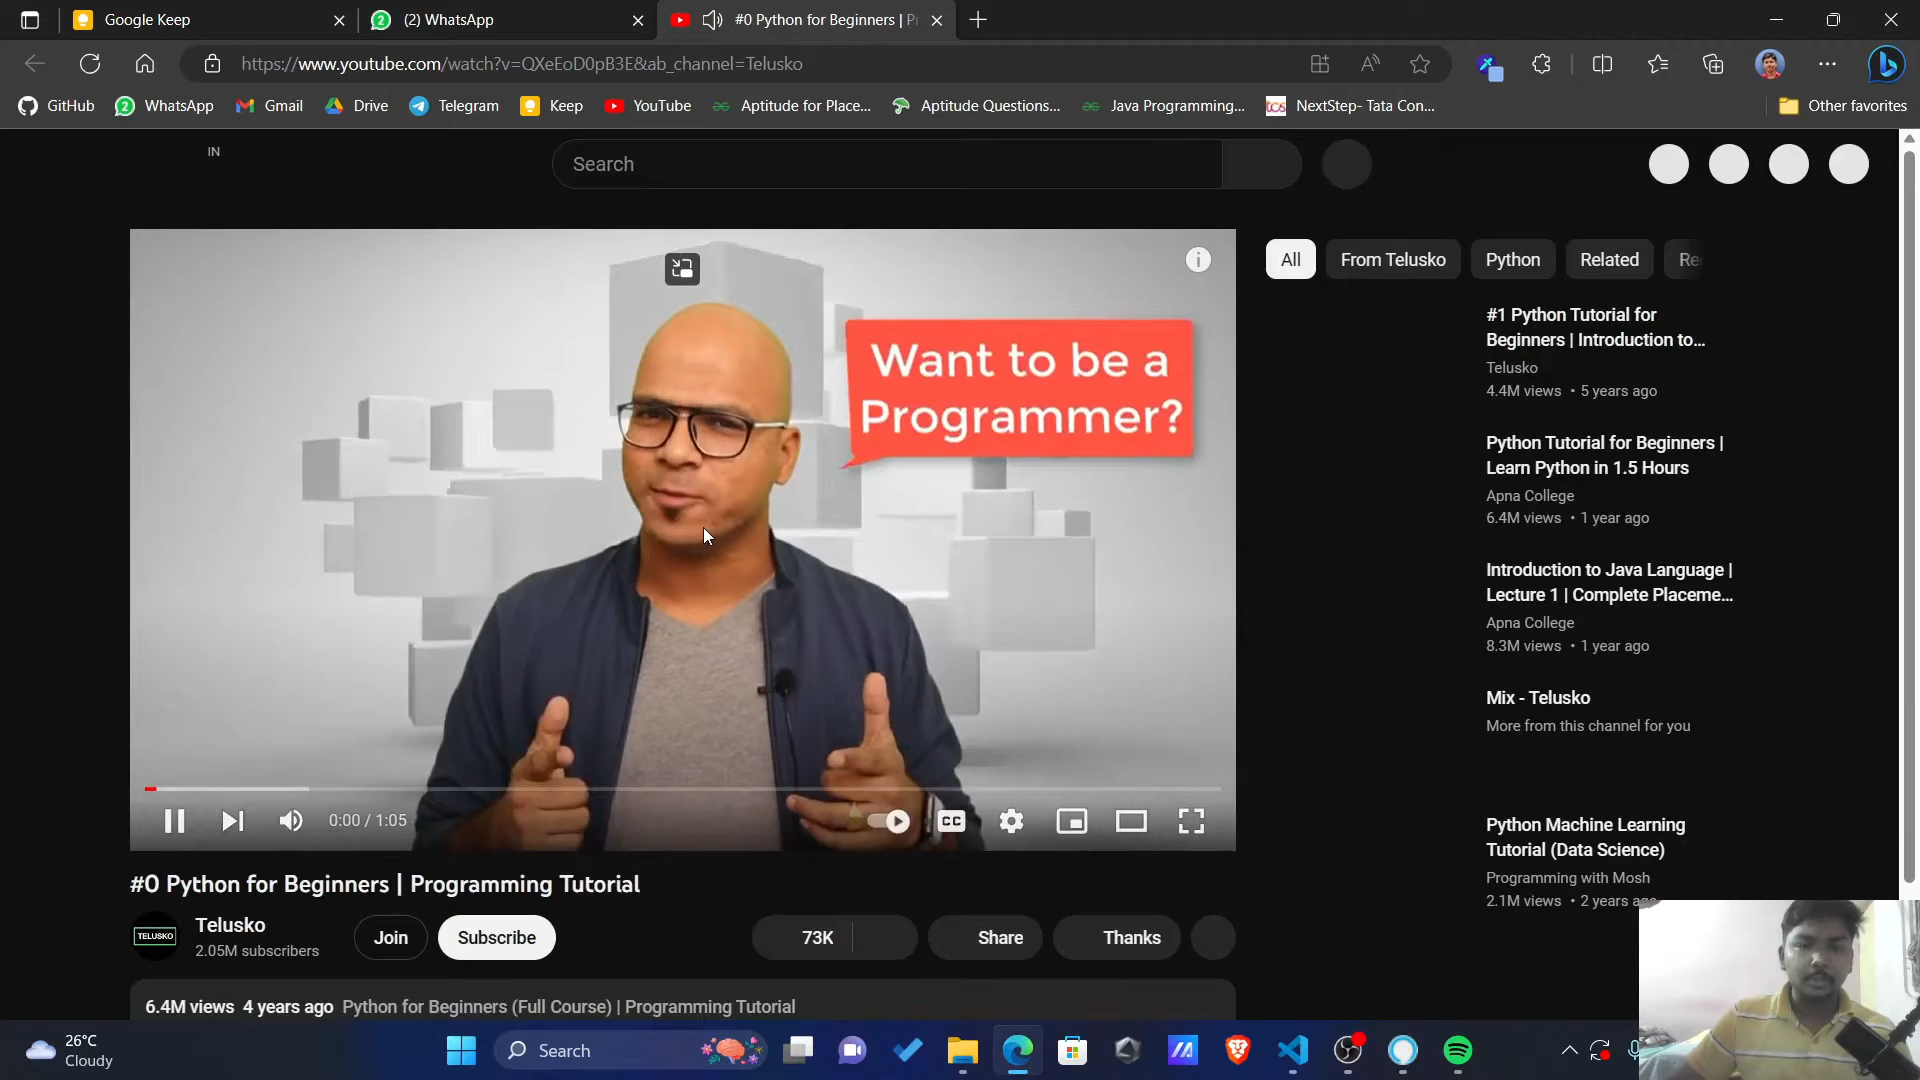 Google Keep
(2) WhatsApp
#0 Python for Beginners | Pr
https://www.youtube.com/watch?v=QXeEoD0pB3E&ab_channel=Telusko
GitHub
WhatsApp
Gmail
Drive
Telegram
Keep
YouTube
Aptitude for Place...
Aptitude Questions...
Java Programming,...
tcs
NextStep- Tata Con...
Other favorites
IN
Search
Want to be a
Programmer?
All
From Telusko
Python
Related
Re
#1 Python Tutorial for
Beginners | Introduction to...
Telusko
4.4M views • 5 years ago
Python Tutorial for Beginners |
Learn Python in 1.5 Hours
Apna College
6.4M views • 1 year ago
Introduction to Java Language |
Lecture 1 | Complete Placeme...
Apna College
8.3M views • 1 year ago
Mix - Telusko
More from this channel for you
Python Machine Learning
Tutorial (Data Science)
Programming with Mosh
2.1M views • 2 years ago
0:00 / 1:05
CC
#0 Python for Beginners | Programming Tutorial
TELUSKO
Telusko
2.05M subscribers
Join
Subscribe
73K
Share
Thanks
6.4M views 4 years ago Python for Beginners (Full Course) | Programming Tutorial
26°C
Cloudy
Search